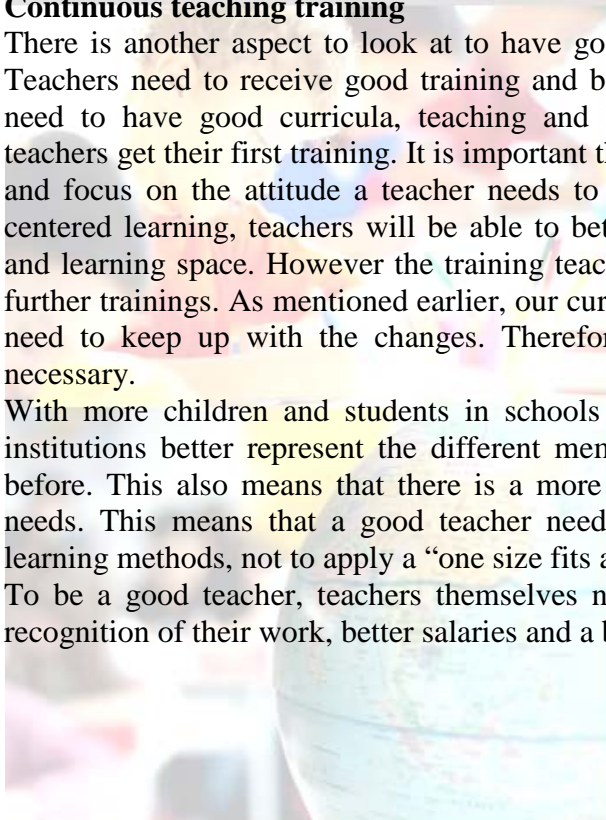 Continuous teaching training
There is another aspect to look at to have go
Teachers need to receive good training and b
need to have good curricula, teaching and
teachers get their first training. It is important th
and focus on the attitude a teacher needs to
centered learning, teachers will be able to bet
and learning space. However the training teac
further trainings. As mentioned earlier, our cur
need to keep up with the changes. Therefor
necessary.
With more children and students in schools
institutions better represent the different mem
before. This also means that there is a more
needs. This means that a good teacher need
learning methods, not to apply a “one size fits a
To be a good teacher, teachers themselves n
recognition of their work, better salaries and a b